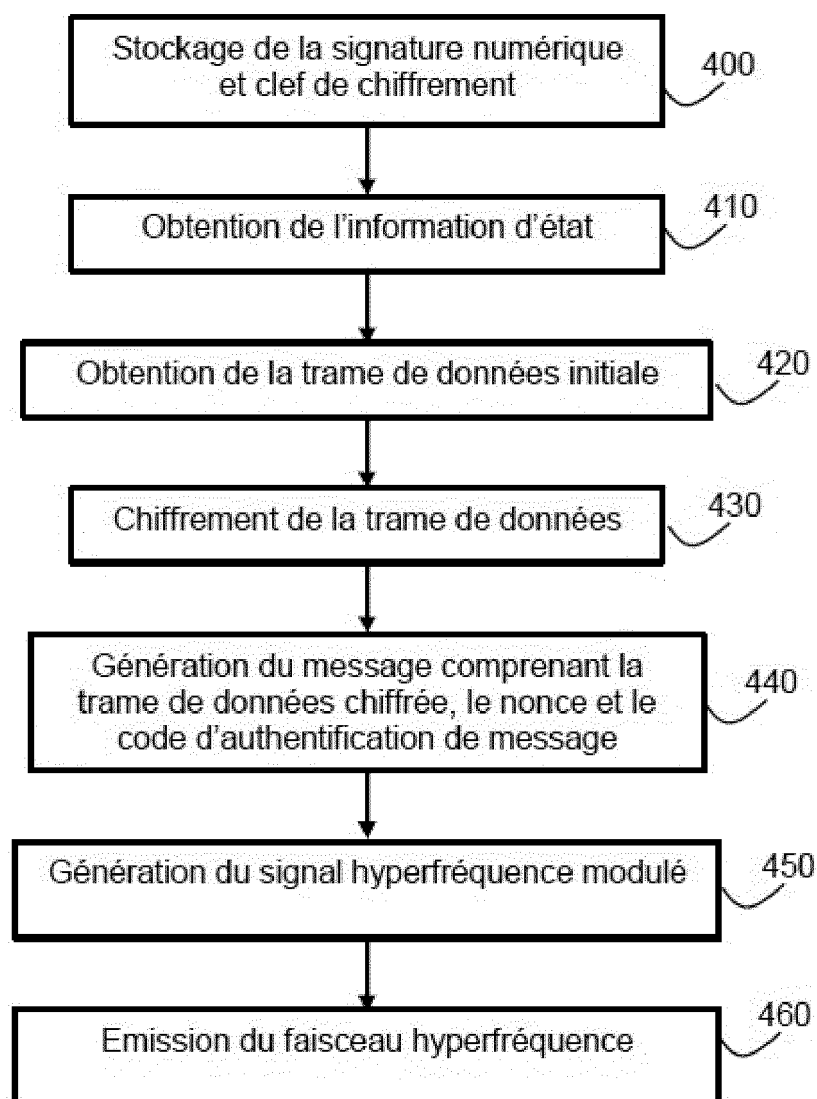 Stockage de la signature numérique
et clef de chiffrement
400
Obtention de l'information d'état
410
Obtention de la trame de données initiale
420
Chiffrement de la trame de données
430
Génération du message comprenant la
trame de données chiffrée, le nonce et le
code d'authentification de message
440
Génération du signal hyperfréquence modulé
450
Emission du faisceau hyperfréquence
460